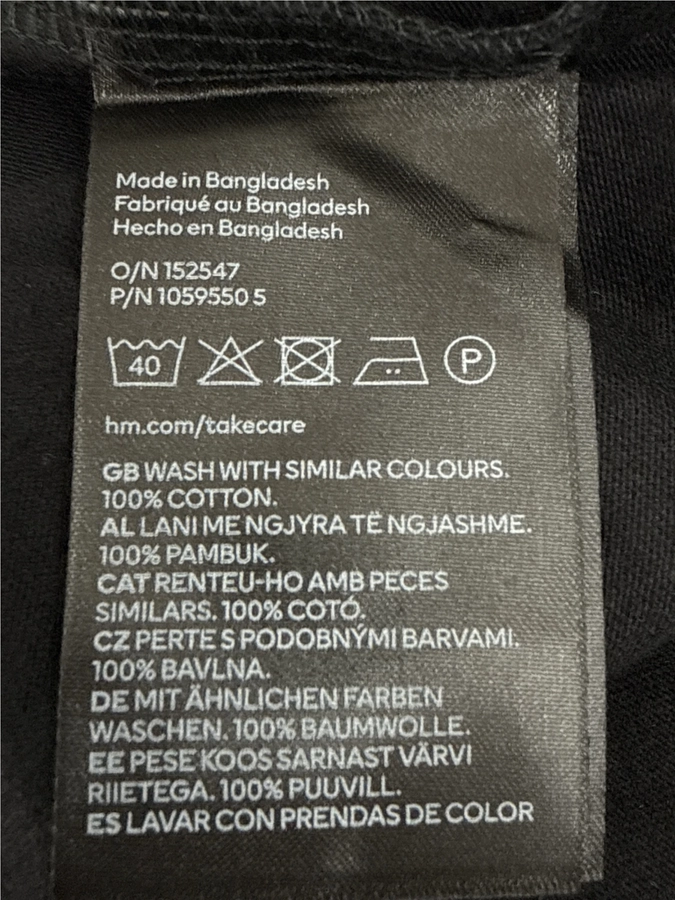 Made in Bangladesh
Fabriqué au Bangladesh
Hecho en Bangladesh
O/N 152547
P/N 1059550 5
40 P
hm.com/takecare
GB WASH WITH SIMILAR COLOURS.
100% COTTON.
AL LANI ME NGJYRA TË NGJASHME.
100% PAMBUK.
CAT RENTEU-HO AMB PECES
SIMILARS. 100% COTÓ.
CZ PERTE S PODOBNÝMI BARVAMI.
100% BAVLNA.
DE MIT ÄHNLICHEN FARBEN
WASCHEN. 100% BAUMWOLLE.
EE PESE KOOS SARNAST VÄRVI
RIIETEGA. 100% PUUVILL.
ES LAVAR CON PRENDAS DE COLOR